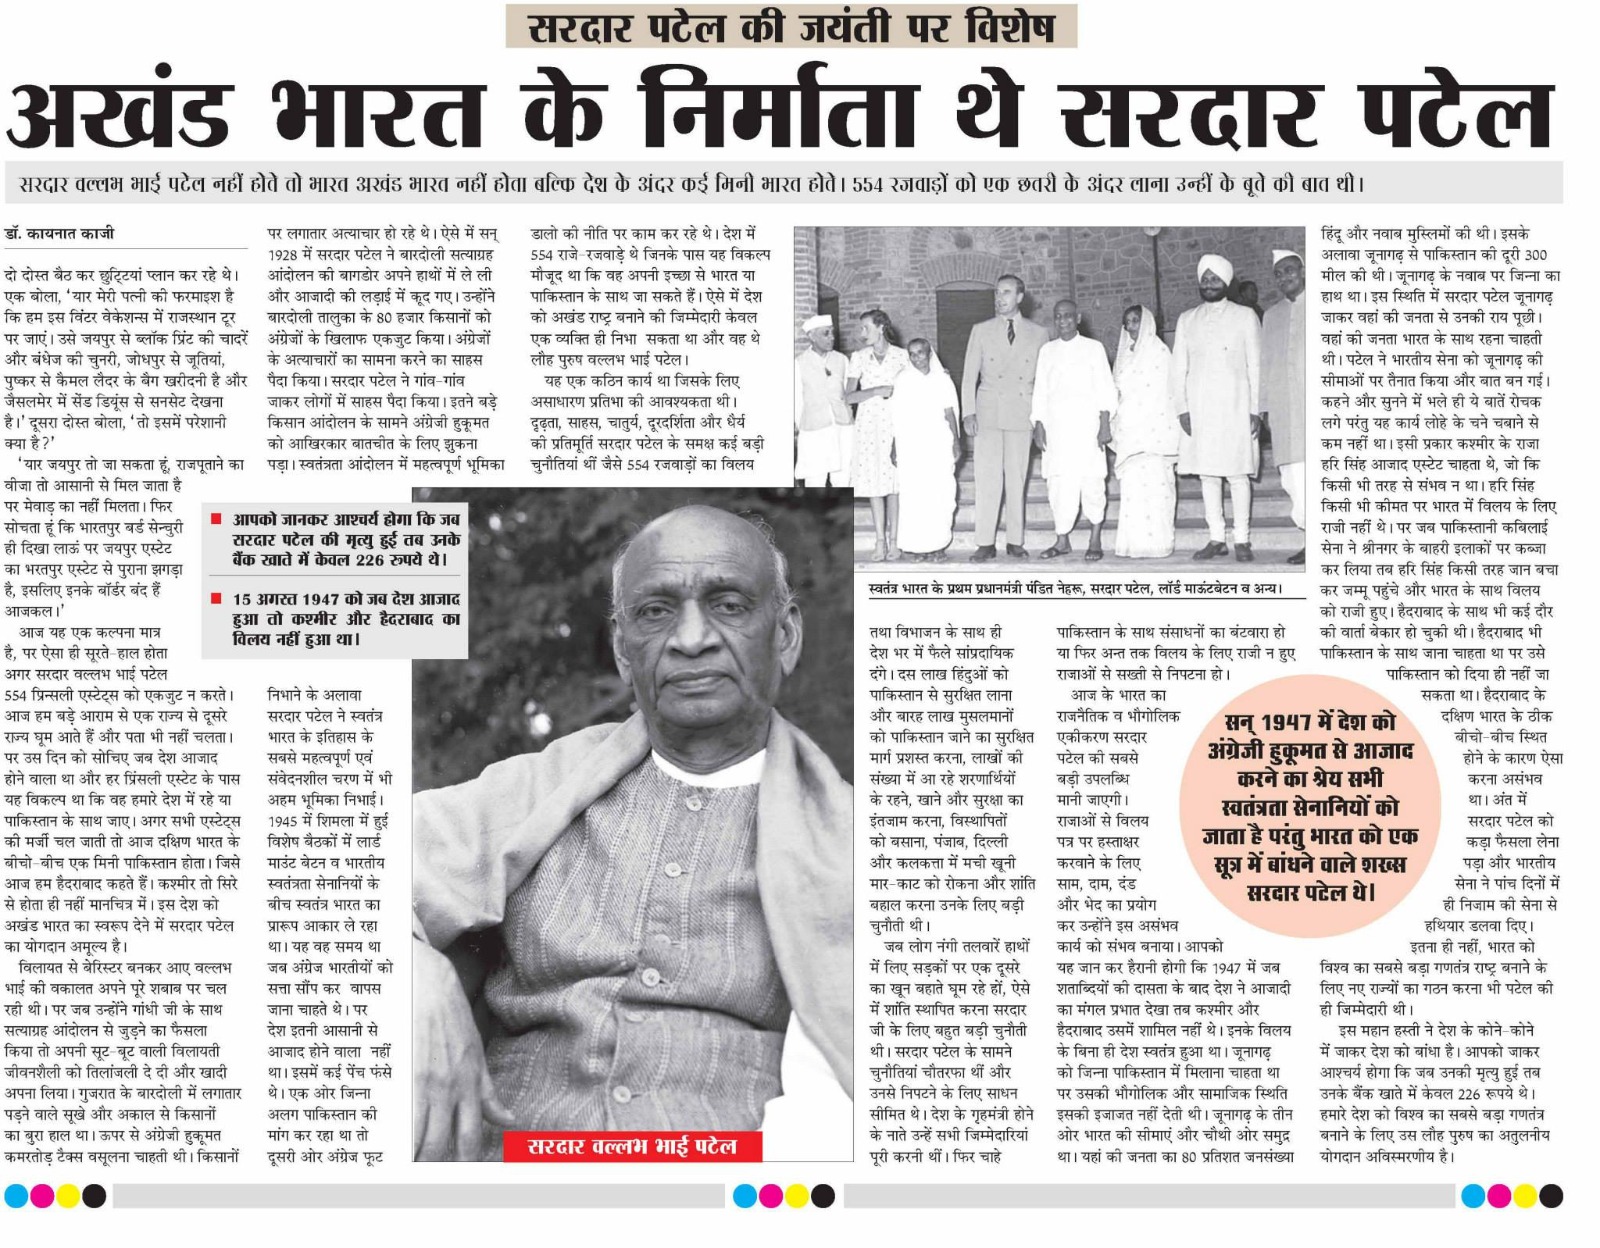 सरदार पटेल की जयंती पर विशेष
अखंड भारत के निर्माता थे सरदार पटेल
सरदार वल्लभ भाई पटेल नहीं होते तो भारत अखंड भारत नहीं होता बल्कि देश के अंदर कई मिनी भारत होते। 554 रजवाड़ों को एक छतरी के अंदर लाना उन्हीं के बूते की बात थी।
डॉ. कायनात काजी
दो दोस्त बैठ कर छुट्टियां प्लान कर रहे थे।
एक बोला, 'यार मेरी पत्नी की फरमाइश है
कि हम इस विंटर वेकेशन्स में राजस्थान टूर
पर जाएं। उसे जयपुर से ब्लॉक प्रिंट की चादरें
और बंधेज की चुनरी, जोधपुर से जूतियां,
पुष्कर से कैमल लैदर के बैग खरीदनी है और
जैसलमेर में सेंड डियूंस से सनसेट देखना
है।' दूसरा दोस्त बोला, 'तो इसमें परेशानी
क्या है?'
'यार जयपुर तो जा सकता हूं, राजपूताने का
वीजा तो आसानी से मिल जाता है
पर मेवाड़ का नहीं मिलता। फिर
सोचता हूं कि भारतपुर बर्ड सेन्चुरी
ही दिखा लाऊं पर जयपुर एस्टेट
का भरतपुर एस्टेट से पुराना झगड़ा
है, इसलिए इनके बॉर्डर बंद हैं
आजकल।'
आज यह एक कल्पना मात्र
है, पर ऐसा ही सूरते-हाल होता
अगर सरदार वल्लभ भाई पटेल
554 प्रिन्सली एस्टेट्स को एकजुट न करते।
आज हम बड़े आराम से एक राज्य से दूसरे
राज्य घूम आते हैं और पता भी नहीं चलता।
पर उस दिन को सोचिए जब देश आजाद
होने वाला था और हर प्रिंसली एस्टेट के पास
यह विकल्प था कि वह हमारे देश में रहे या
पाकिस्तान के साथ जाए। अगर सभी एस्टेट्स
की मर्जी चल जाती तो आज दक्षिण भारत के
बीचो-बीच एक मिनी पाकिस्तान होता। जिसे
आज हम हैदराबाद कहते हैं। कश्मीर तो सिरे
से होता ही नहीं मानचित्र में। इस देश को
अखंड भारत का स्वरूप देने में सरदार पटेल
का योगदान अमूल्य है।
विलायत से बेरिस्टर बनकर आए वल्लभ
भाई की वकालत अपने पूरे शबाब पर चल
रही थी। पर जब उन्होंने गांधी जी के साथ
सत्याग्रह आंदोलन से जुड़ने का फैसला
किया तो अपनी सूट-बूट वाली विलायती
जीवनशैली को तिलांजली दे दी और खादी
अपना लिया। गुजरात के बारदोली में लगातार
पड़ने वाले सूखे और अकाल से किसानों
का बुरा हाल था। ऊपर से अंग्रेजी हुकूमत
कमरतोड़ टैक्स वसूलना चाहती थी। किसानों
पर लगातार अत्याचार हो रहे थे। ऐसे में सन्
1928 में सरदार पटेल ने बारदोली सत्याग्रह
आंदोलन की बागडोर अपने हाथों में ले ली
और आजादी की लड़ाई में कूद गए। उन्होंने
बारदोली तालुका के 80 हजार किसानों को
अंग्रेजों के खिलाफ एकजुट किया। अंग्रेजों
के अत्याचारों का सामना करने का साहस
पैदा किया। सरदार पटेल ने गांव-गांव
जाकर लोगों में साहस पैदा किया। इतने बड़े
किसान आंदोलन के सामने अंग्रेजी हुकूमत
को आखिरकार बातचीत के लिए झुकना
पड़ा। स्वतंत्रता आंदोलन में महत्वपूर्ण भूमिका
आपको जानकर आश्चर्य होगा कि जब
सरदार पटेल की मृत्यु हुई तब उनके
बैंक खाते में केवल 226 रुपये थे।
15 अगस्त 1947 को जब देश आजाद
हुआ तो कश्मीर और हैदराबाद का
विलय नहीं हुआ था।
निभाने के अलावा
सरदार पटेल ने स्वतंत्र
भारत के इतिहास के
सबसे महत्वपूर्ण एवं
संवेदनशील चरण में भी
अहम भूमिका निभाई।
1945 में शिमला में हुई
विशेष बैठकों में लार्ड
माउंट बेटन व भारतीय
स्वतंत्रता सेनानियों के
बीच स्वतंत्र भारत का
प्रारूप आकार ले रहा
था। यह वह समय था
जब अंग्रेज भारतीयों को
सत्ता सौंप कर वापस
जाना चाहते थे। पर
देश इतनी आसानी से
आजाद होने वाला नहीं
था। इसमें कई पेंच फंसे
थे। एक ओर जिन्ना
अलग पाकिस्तान की
मांग कर रहा था तो
दूसरी ओर अंग्रेज फूट
डालो की नीति पर काम कर रहे थे। देश में
554 राजे-रजवाड़े थे जिनके पास यह विकल्प
मौजूद था कि वह अपनी इच्छा से भारत या
पाकिस्तान के साथ जा सकते हैं। ऐसे में देश
को अखंड राष्ट्र बनाने की जिम्मेदारी केवल
एक व्यक्ति ही निभा सकता था और वह थे
लौह पुरुष वल्लभ भाई पटेल।
यह एक कठिन कार्य था जिसके लिए
असाधारण प्रतिभा की आवश्यकता थी।
दृढ़ता, साहस, चातुर्य, दूरदर्शिता और धैर्य
की प्रतिमूर्ति सरदार पटेल के समक्ष कई बड़ी
चुनौतियां थीं जैसे 554 रजवाड़ों का विलय
सरदार वल्लभ भाई पटेल
स्वतंत्र भारत के प्रथम प्रधानमंत्री पंडित नेहरू, सरदार पटेल, लॉर्ड माऊंटबेटन व अन्य।
तथा विभाजन के साथ ही
देश भर में फैले सांप्रदायिक
दंगे। दस लाख हिंदुओं को
पाकिस्तान से सुरक्षित लाना
और बारह लाख मुसलमानों
को पाकिस्तान जाने का सुरक्षित
मार्ग प्रशस्त करना, लाखों की
संख्या में आ रहे शरणार्थियों
के रहने, खाने और सुरक्षा का
इंतजाम करना, विस्थापितों
को बसाना, पंजाब, दिल्ली
और कलकत्ता में मची खूनी
मार-काट को रोकना और शांति
बहाल करना उनके लिए बड़ी
चुनौती थी।
जब लोग नंगी तलवारें हाथों
में लिए सड़कों पर एक दूसरे
का खून बहाते घूम रहे हों, ऐसे
में शांति स्थापित करना सरदार
जी के लिए बहुत बड़ी चुनौती
थी। सरदार पटेल के सामने
चुनौतियां चौतरफा थीं और
उनसे निपटने के लिए साधन
सीमित थे। देश के गृहमंत्री होने
के नाते उन्हें सभी जिम्मेदारियां
पूरी करनी थीं। फिर चाहे
पाकिस्तान के साथ संसाधनों का बंटवारा हो
या फिर अन्त तक विलय के लिए राजी न हुए
राजाओं से सख्ती से निपटना हो।
आज के भारत का
राजनैतिक व भौगोलिक
एकीकरण सरदार
पटेल की सबसे
बड़ी उपलब्धि
मानी जाएगी।
राजाओं से विलय
पत्र पर हस्ताक्षर
करवाने के लिए
साम, दाम, दंड
और भेद का प्रयोग
कर उन्होंने इस असंभव
कार्य को संभव बनाया। आपको
यह जान कर हैरानी होगी कि 1947 में जब
शताब्दियों की दासता के बाद देश ने आजादी
का मंगल प्रभात देखा तब कश्मीर और
हैदराबाद उसमें शामिल नहीं थे। इनके विलय
के बिना ही देश स्वतंत्र हुआ था। जूनागढ़
को जिन्ना पाकिस्तान में मिलाना चाहता था
पर उसकी भौगोलिक और सामाजिक स्थिति
इसकी इजाजत नहीं देती थी। जूनागढ़ के तीन
ओर भारत की सीमाएं और चौथी ओर समुद्र
था। यहां की जनता का 80 प्रतिशत जनसंख्या
सन् 1947 में देश को
अंग्रेजी हुकूमत से आजाद
करने का श्रेय सभी
स्वतंत्रता सेनानियों को
जाता है परंतु भारत को एक
सूत्र में बांधने वाले शख्स
सरदार पटेल थे।
हिंदू और नवाब मुस्लिमों की थी। इसके
अलावा जूनागढ़ से पाकिस्तान की दूरी 300
मील की थी। जूनागढ़ के नवाब पर जिन्ना का
हाथ था। इस स्थिति में सरदार पटेल जूनागढ़
जाकर वहां की जनता से उनकी राय पूछी।
वहां की जनता भारत के साथ रहना चाहती
थी। पटेल ने भारतीय सेना को जूनागढ़ की
सीमाओं पर तैनात किया और बात बन गई।
कहने और सुनने में भले ही ये बातें रोचक
लगे परंतु यह कार्य लोहे के चने चबाने से
कम नहीं था। इसी प्रकार कश्मीर के राजा
हरि सिंह आजाद एस्टेट चाहता थे, जो कि
किसी भी तरह से संभव न था। हरि सिंह
किसी भी कीमत पर भारत में विलय के लिए
राजी नहीं थे। पर जब पाकिस्तानी कबिलाई
सेना ने श्रीनगर के बाहरी इलाकों पर कब्जा
कर लिया तब हरि सिंह किसी तरह जान बचा
कर जम्मू पहुंचे और भारत के साथ विलय
को राजी हुए। हैदराबाद के साथ भी कई दौर
की वार्ता बेकार हो चुकी थी। हैदराबाद भी
पाकिस्तान के साथ जाना चाहता था पर उसे
पाकिस्तान को दिया ही नहीं जा
सकता था। हैदराबाद के
दक्षिण भारत के ठीक
बीचो-बीच स्थित
होने के कारण ऐसा
करना असंभव
था। अंत में
सरदार पटेल को
कड़ा फैसला लेना
पड़ा और भारतीय
सेना ने पांच दिनों में
ही निजाम की सेना से
हथियार डलवा दिए।
इतना ही नहीं, भारत को
विश्व का सबसे बड़ा गणतंत्र राष्ट्र बनाने के
लिए नए राज्यों का गठन करना भी पटेल की
ही जिम्मेदारी थी।
इस महान हस्ती ने देश के कोने-कोने
में जाकर देश को बांधा है। आपको जाकर
आश्चर्य होगा कि जब उनकी मृत्यु हुई तब
उनके बैंक खाते में केवल 226 रूपये थे।
हमारे देश को विश्व का सबसे बड़ा गणतंत्र
बनाने के लिए उस लौह पुरुष का अतुलनीय
योगदान अविस्मरणीय है।